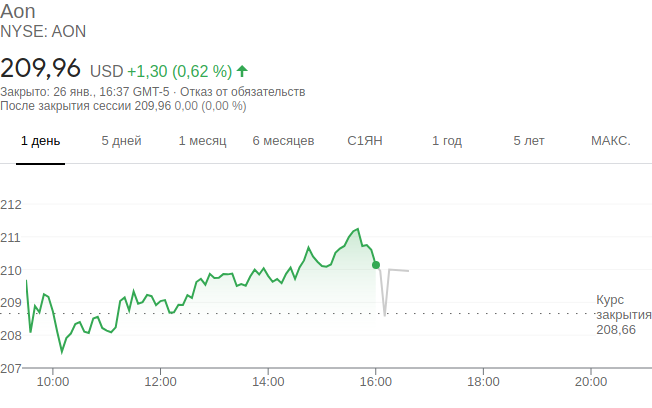 Aon
NYSE: AON
209,96 USD +1,30 (0,62 %)
Закрыто: 26 янв., 16:37 GMT-5 · Отказ от обязательств
После закрытия сессии 209,96 0,00 (0,00 %)
1 день 5 дней 1 месяц 6 месяцев С1ЯН 1 год 5 лет МАКС.
212
211
210
209
208
207
Курс
закрытия
208,66
10:00 12:00 14:00 16:00 18:00 20:00